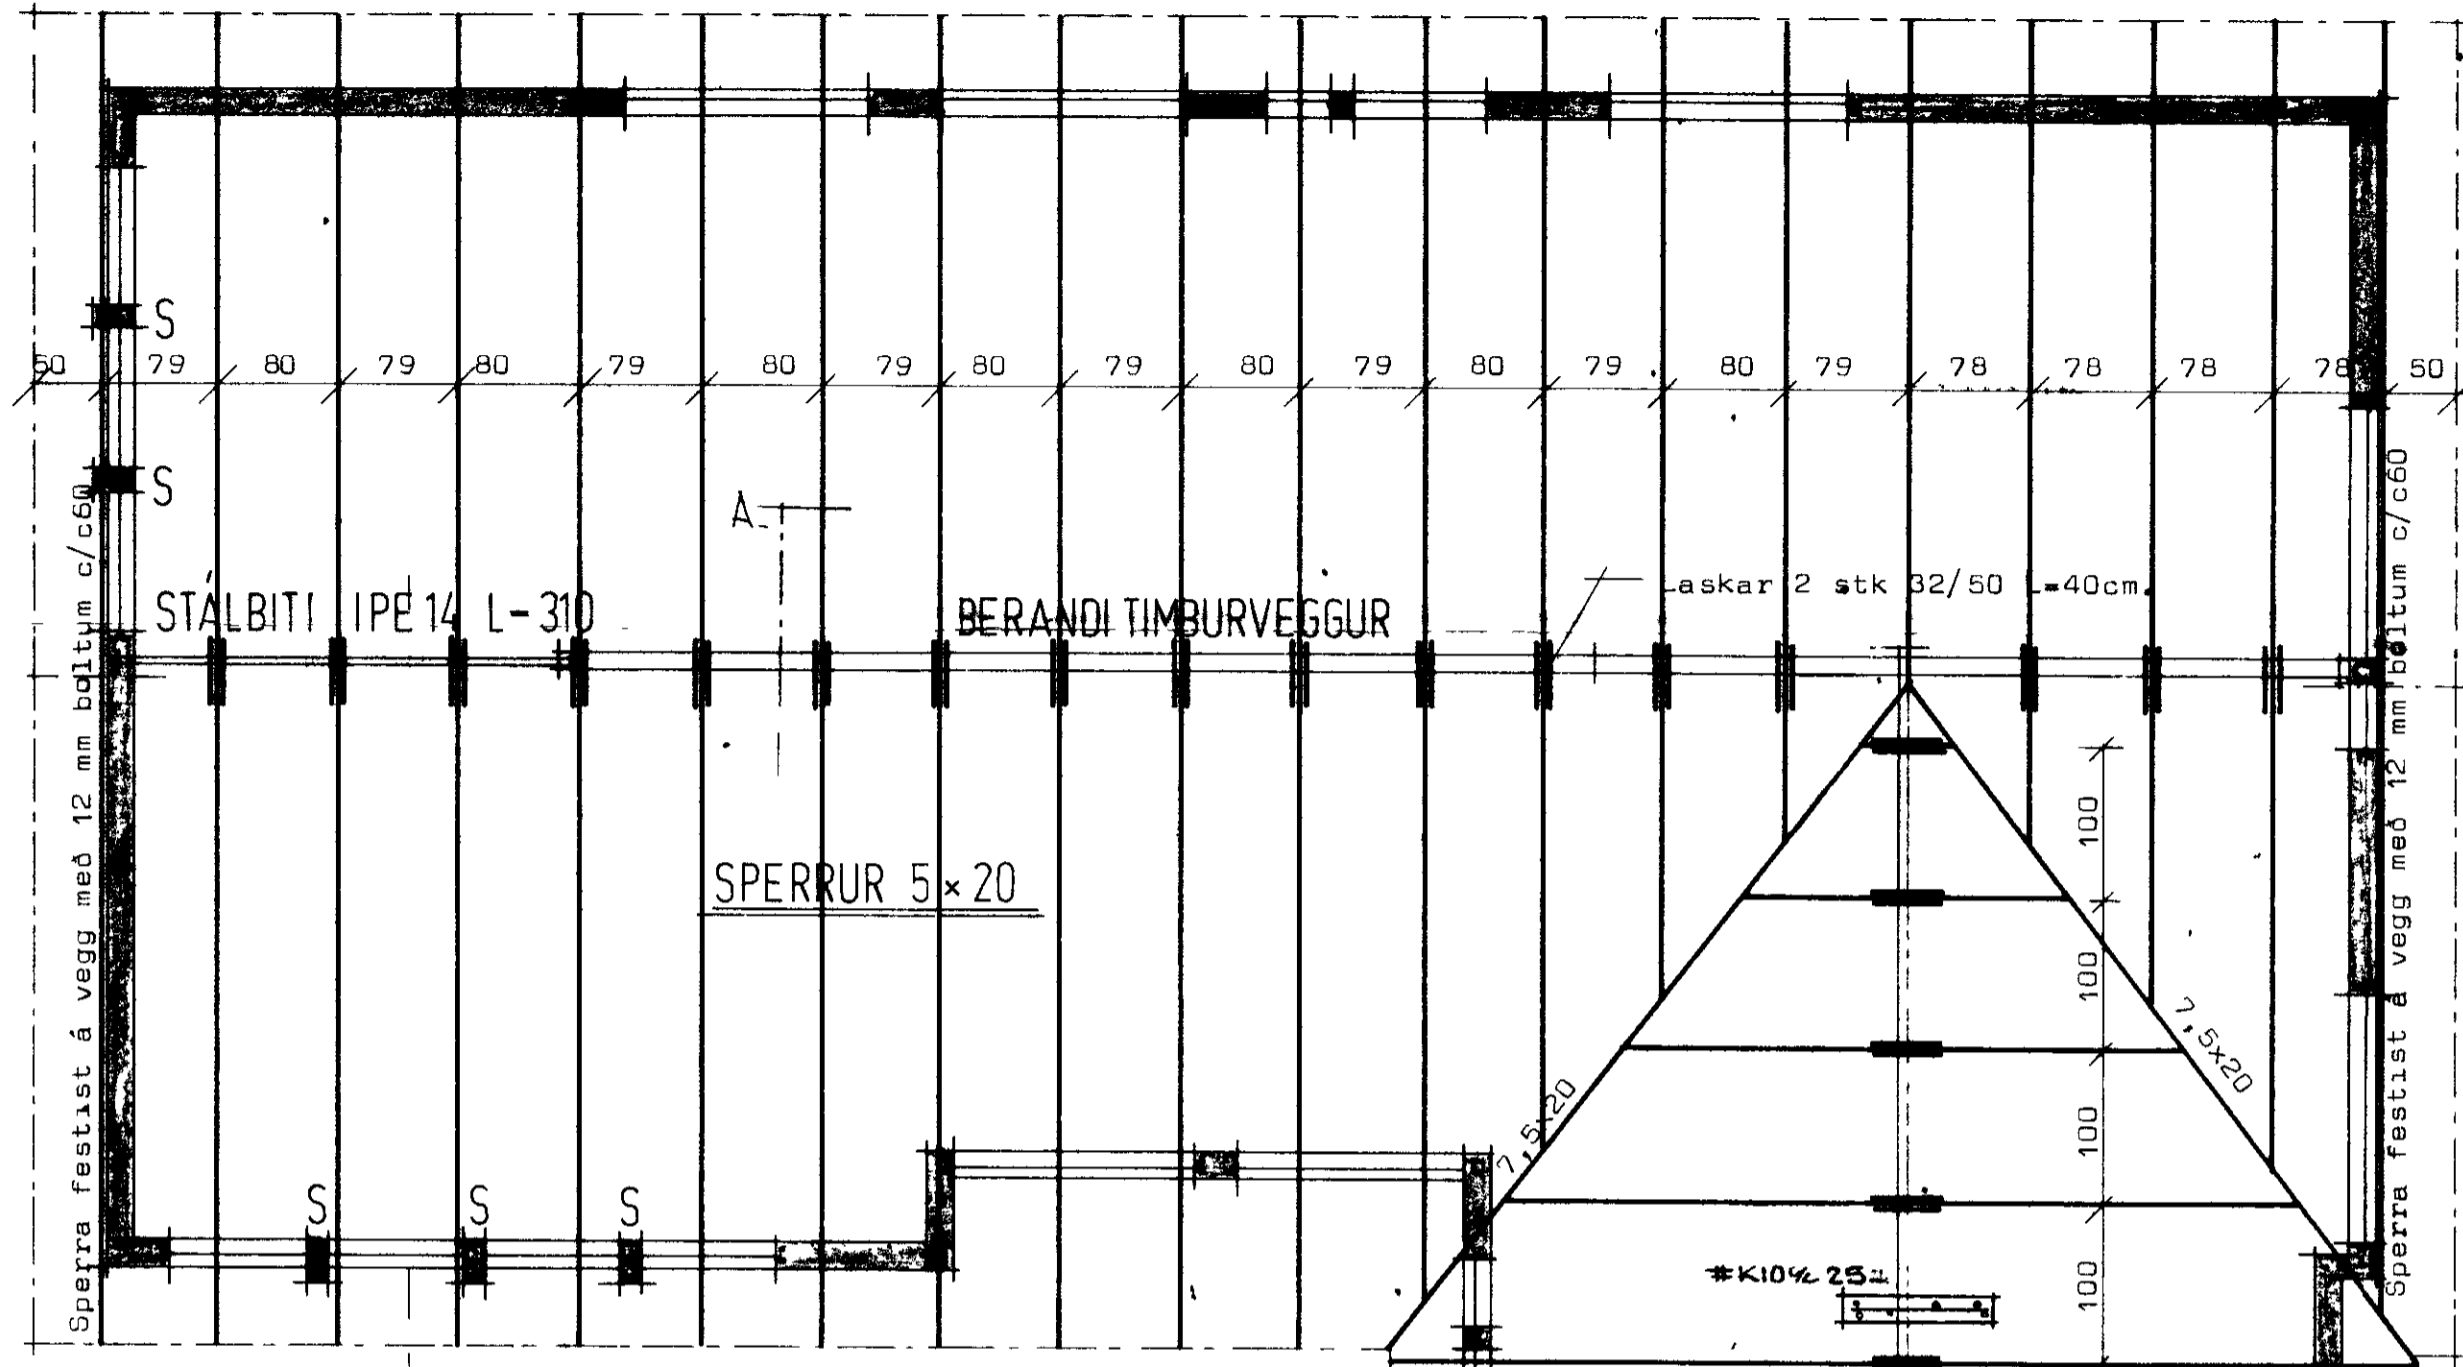 S
50 79 80 79 80 79 80 79 80 79 80 79 80 79 80 79 78 78 78 78 50
S
A
STÁLBITI IPE 14 L-310
BERANDI TIMBURVEGGUR
Laskar 2 stk 32/50 L=40cm.
Sperra festist á vegg með 12 mm boltum c/c60
Sperra festist á vegg með 12 mm boltum c/c60
100
SPERRUR 5×20
100
7,5×20
7,5×20
100
S S S
#K10 c/c 25
100